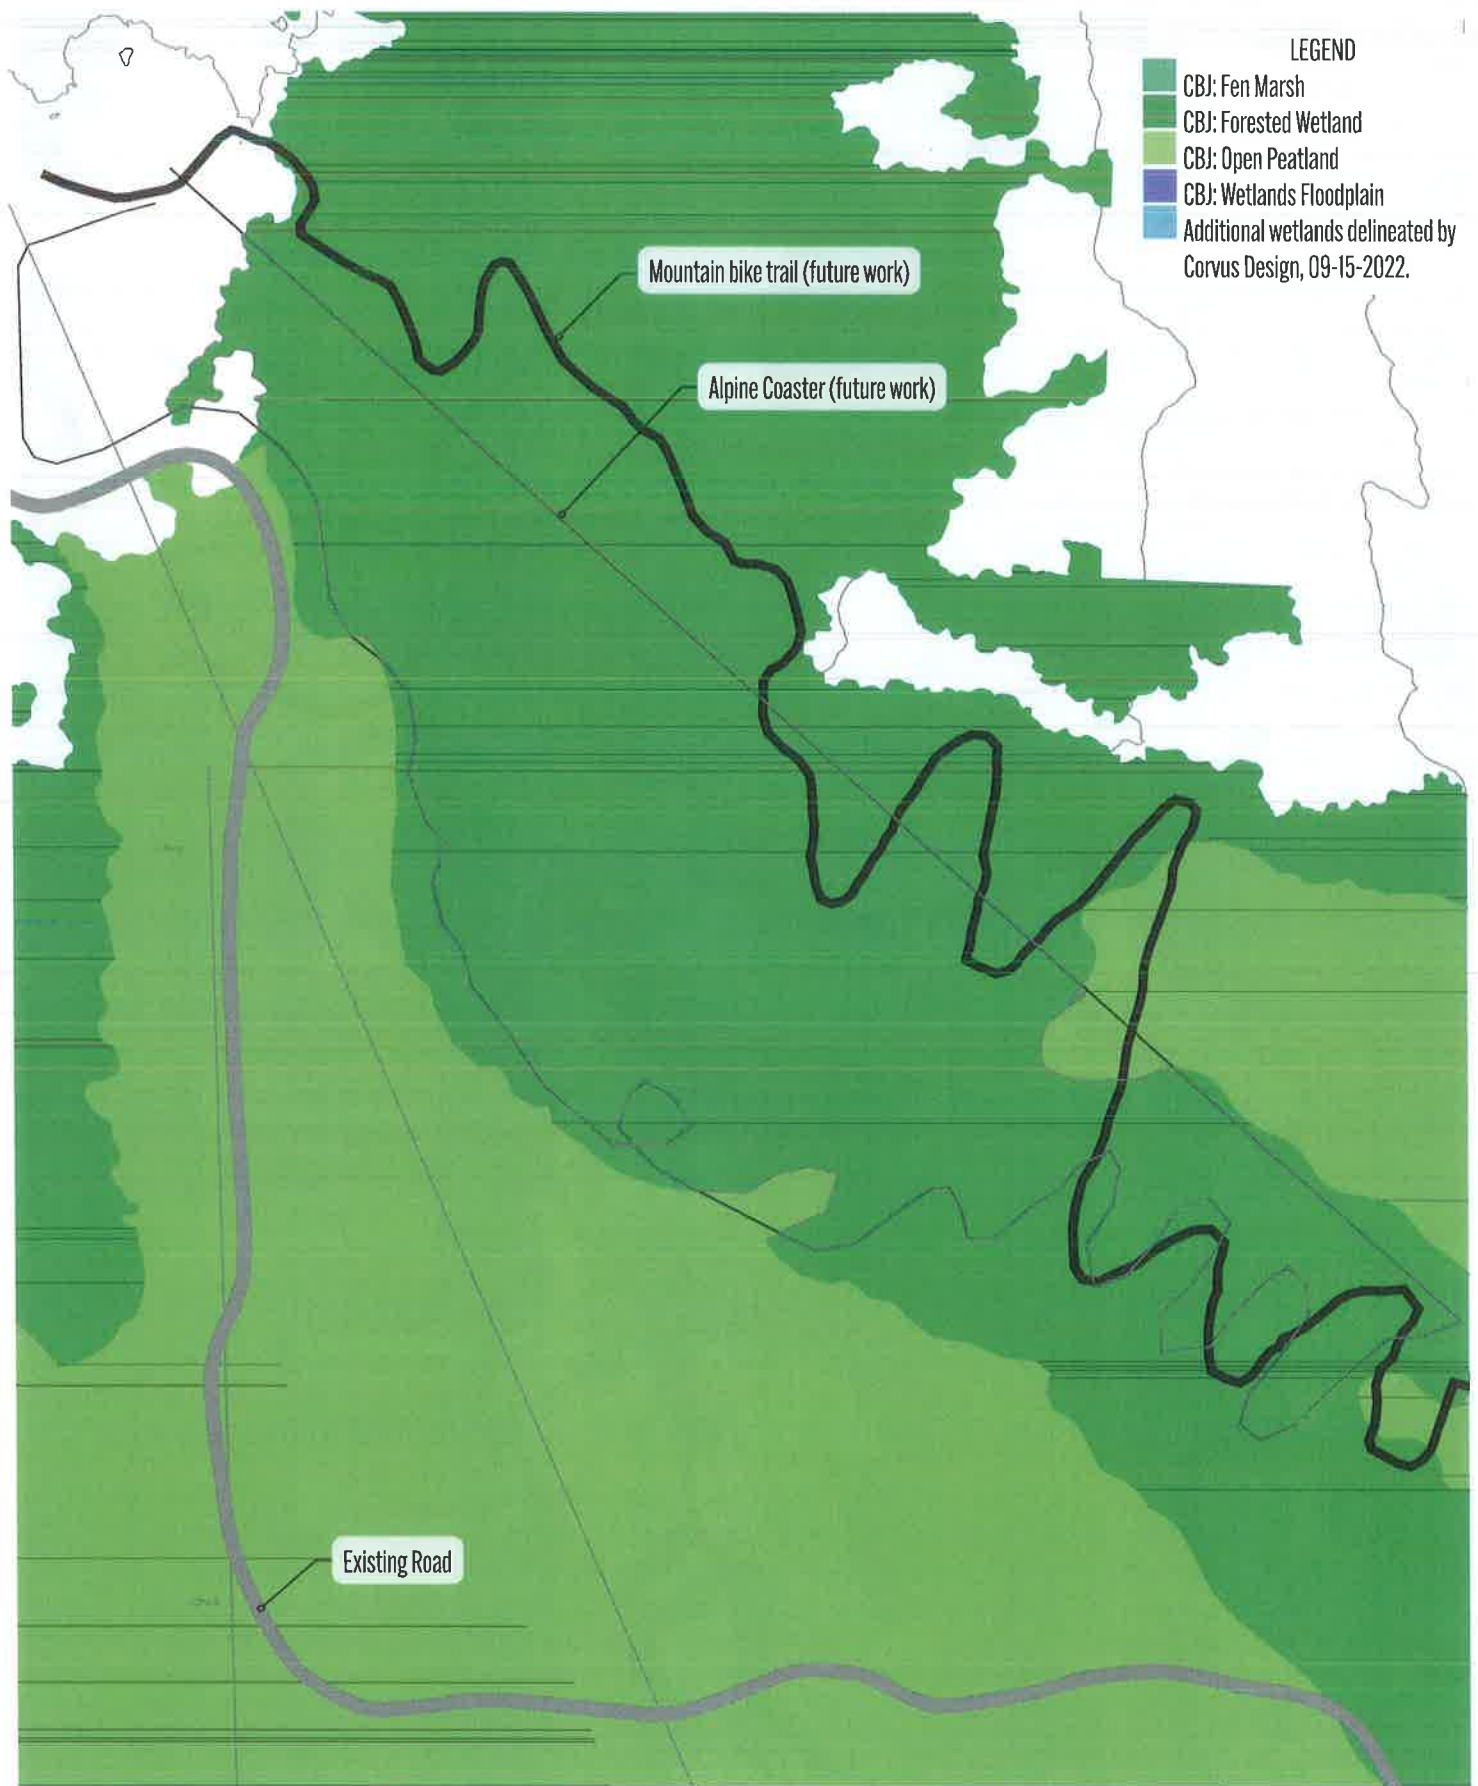 LEGEND
CBJ: Fen Marsh
CBJ: Forested Wetland
CBJ: Open Peatland
CBJ: Wetlands Floodplain
Additional wetlands delineated by
Corvus Design, 09-15-2022.
Mountain bike trail (future work)
Alpine Coaster (future work)
Existing Road